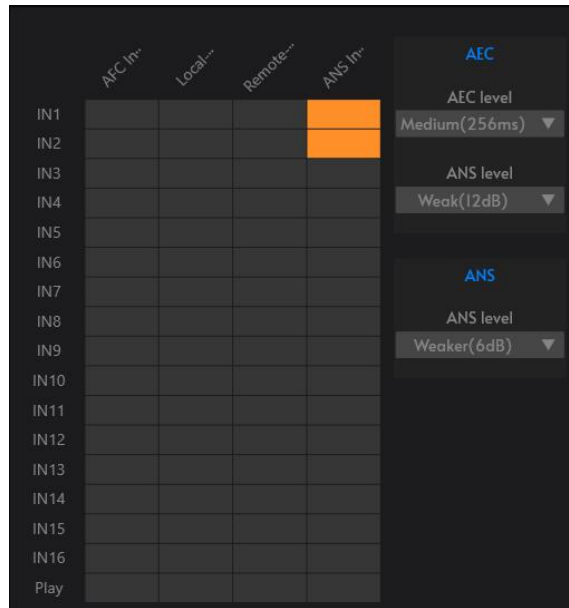 AFC In··
Local-··
Remote-··
ANS In··
IN1
IN2
IN3
IN4
IN5
IN6
IN7
IN8
IN9
IN10
IN11
IN12
IN13
IN14
IN15
IN16
Play
AEC
AEC level
Medium(256ms)
ANS level
Weak(12dB)
ANS
ANS level
Weaker(6dB)